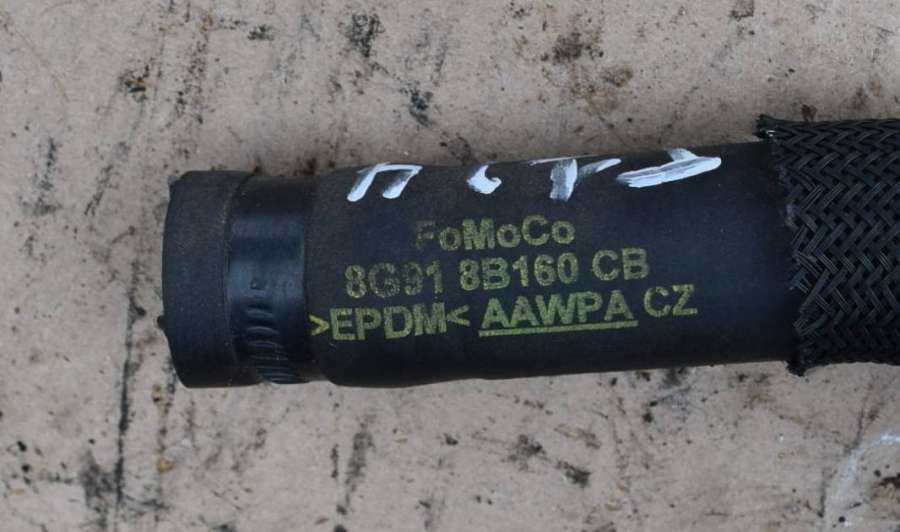 FoMoCo
8G91 8B160 CB
>EPDM< AAWPA CZ